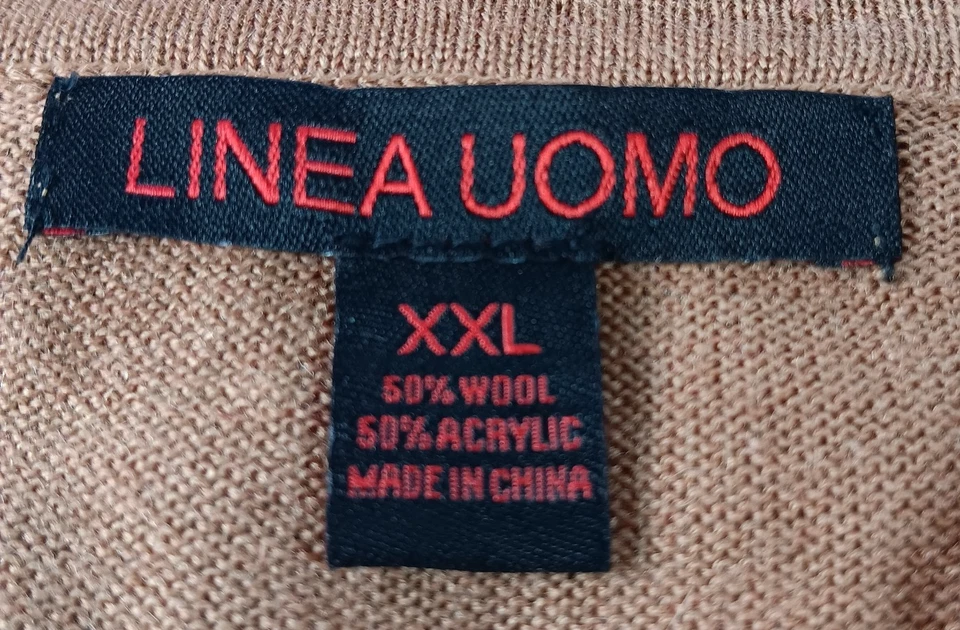 LINEA UOMO
XXL
50% WOOL
50% ACRYLIC
MADE IN CHINA